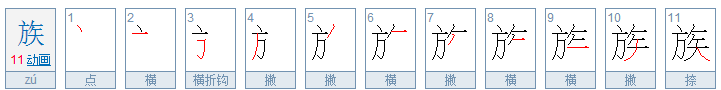 族 1 2 3 4 5 6 7 8 9 10 11
11 动画
zú 点 横 横折钩 撇 撇 横 撇 横 横 撇 捺